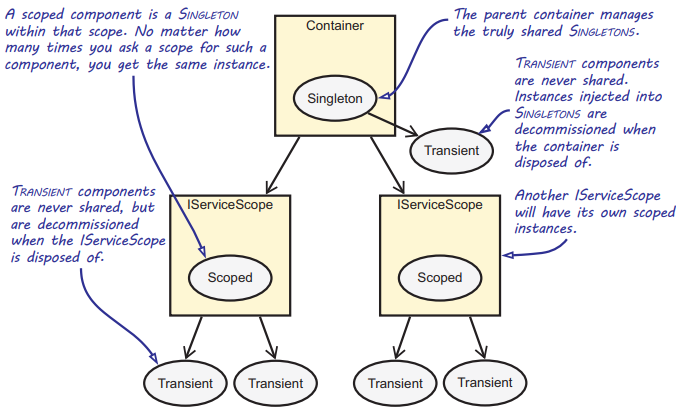 A scoped component is a SINGLETON
within that scope. No matter how
many times you ask a scope for such a
component, you get the same instance.
Container
The parent container manages
the truly shared SINGLETONS.
Singleton
TRANSIENT components
are never shared.
Instances injected into
SINGLETONS are
decommissioned when
the container is
disposed of.
Transient
TRANSIENT components
are never shared, but
are decommissioned
when the IServiceScope
is disposed of.
IServiceScope
IServiceScope
Another IServiceScope
will have its own scoped
instances.
Scoped
Scoped
Transient
Transient
Transient
Transient